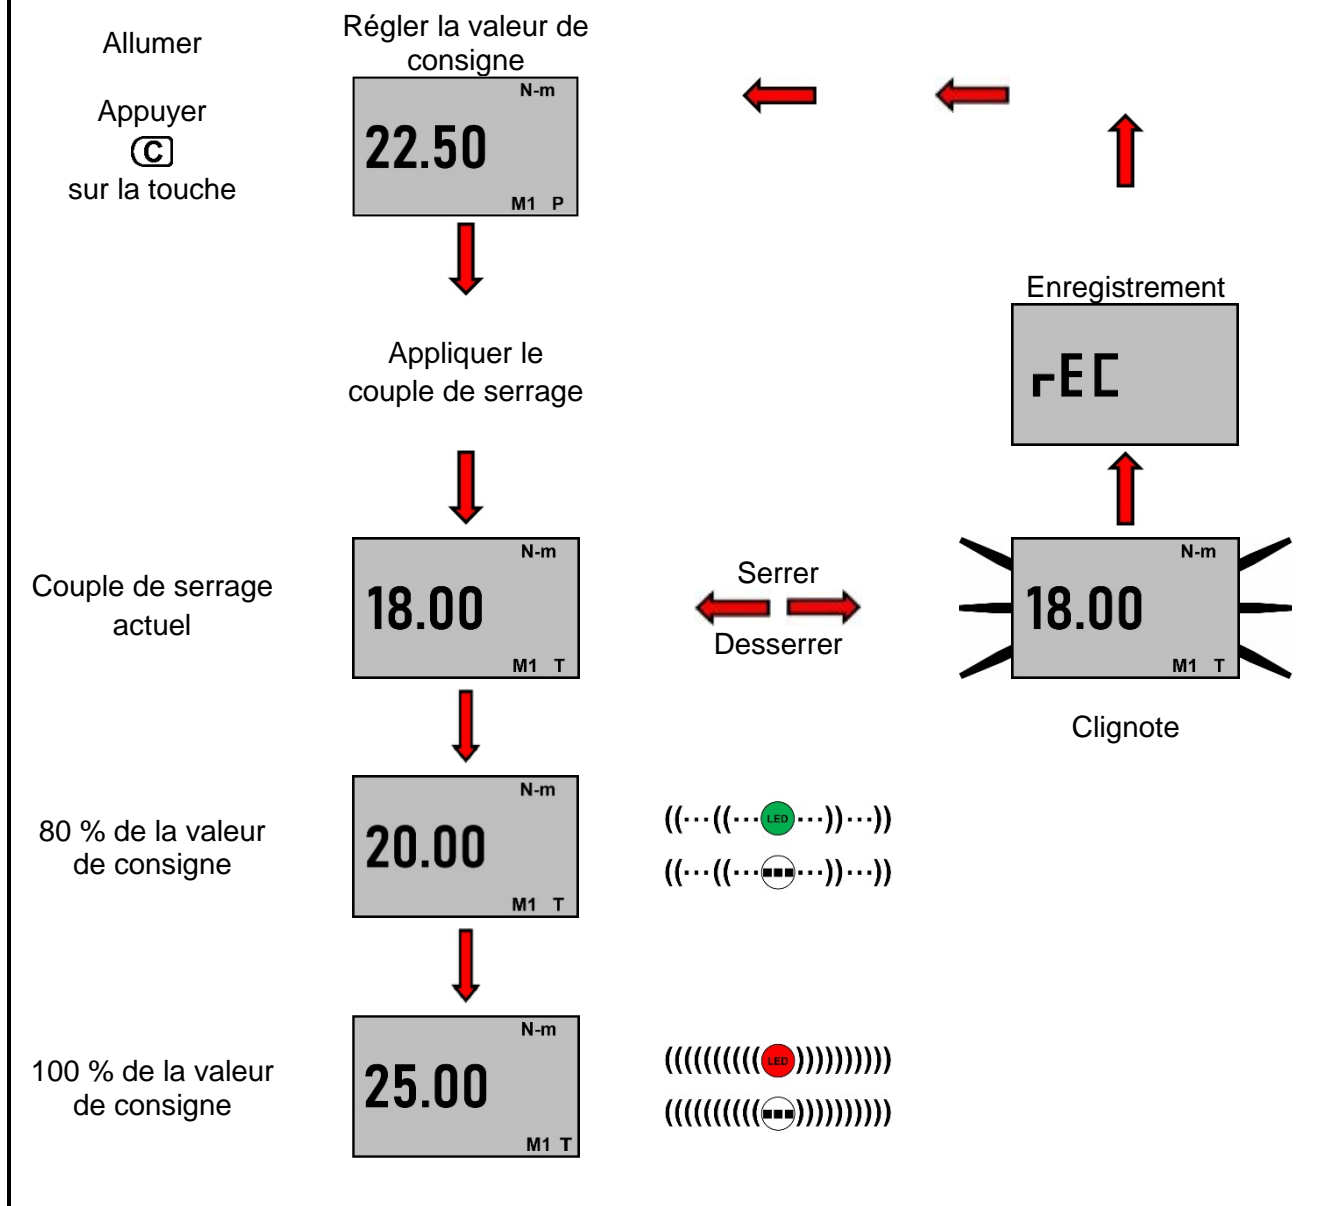 Allumer
Appuyer
C
sur la touche
Régler la valeur de
consigne
N-m
22.50
M1 P
Appliquer le
couple de serrage
Enregistrement
rEC
Couple de serrage
actuel
N-m
18.00
M1 T
Serrer
Desserrer
N-m
18.00
M1 T
Clignote
80 % de la valeur
de consigne
N-m
20.00
M1 T
((···((···LED···))···))
((···((···■■■···))···))
100 % de la valeur
de consigne
N-m
25.00
M1 T
((((((((((LED))))))))))
((((((((((■■■))))))))))